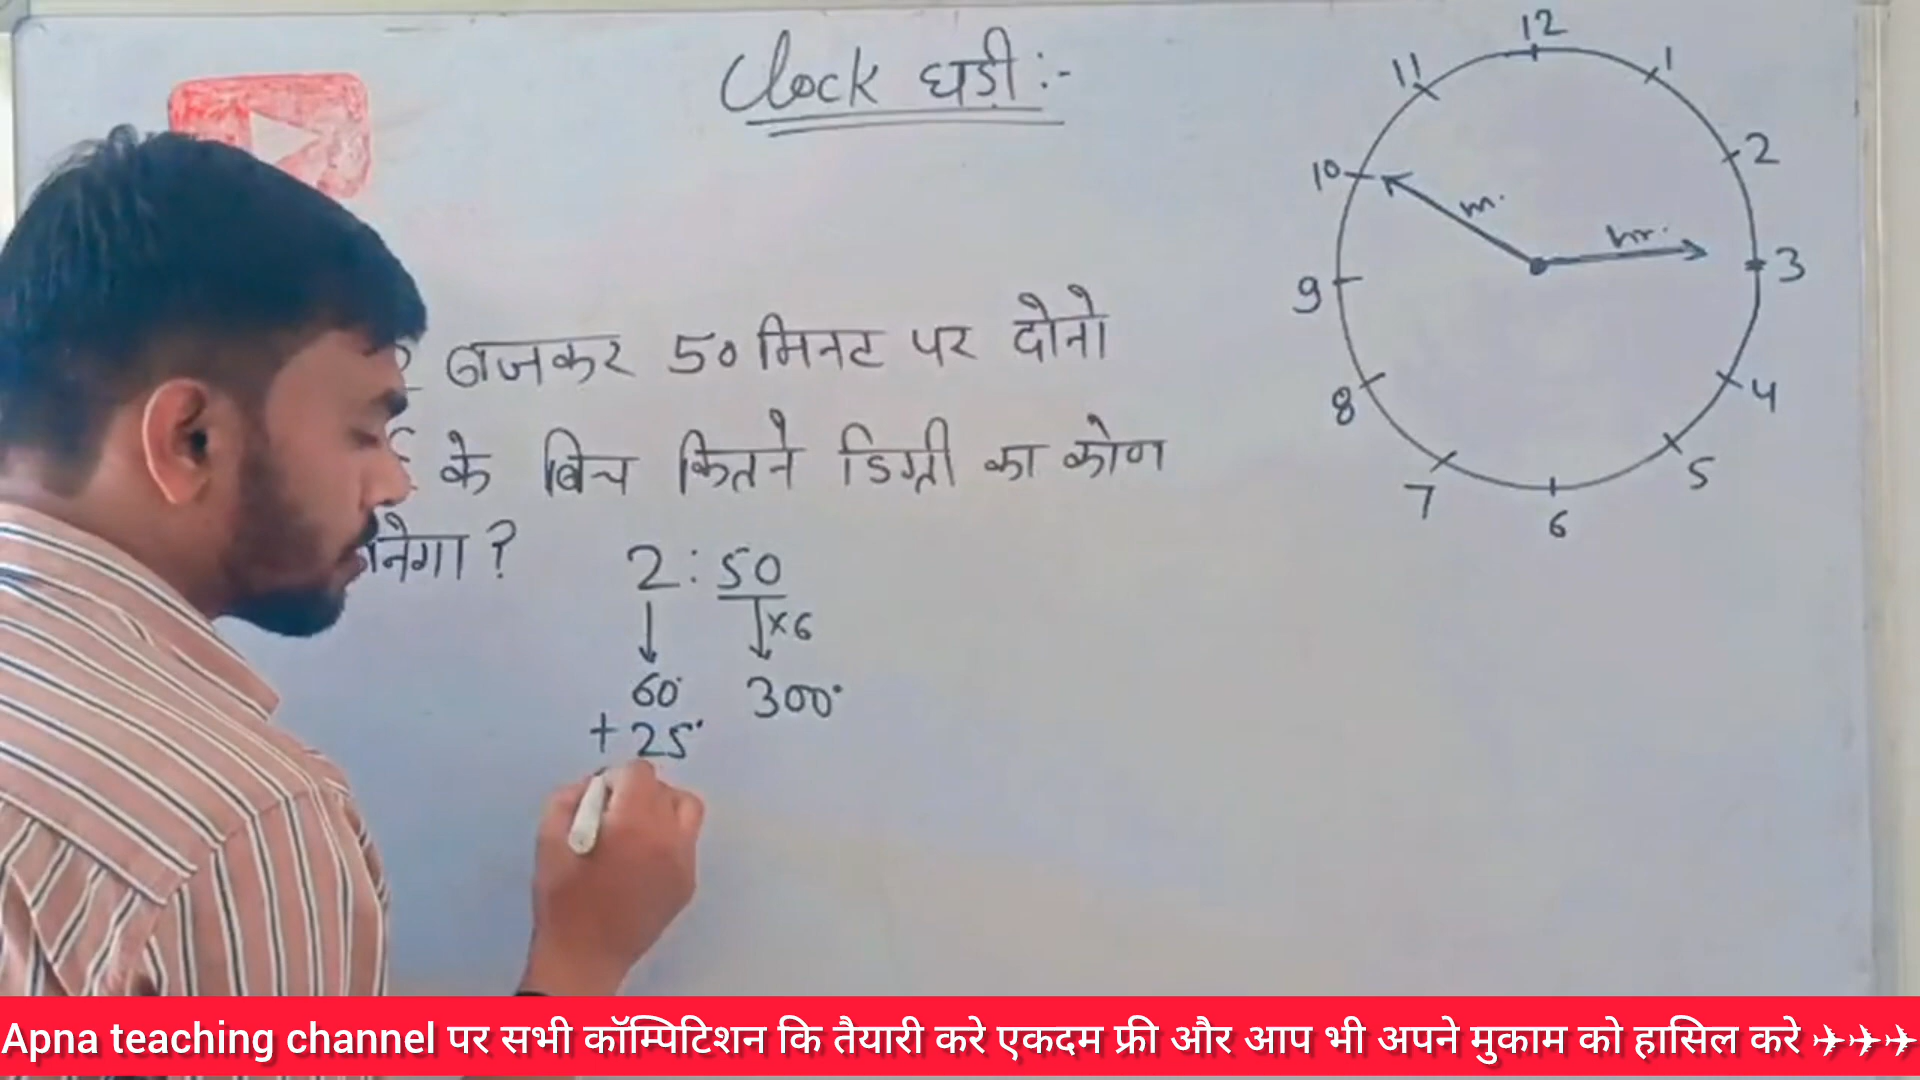 Clock घड़ी :-
बजकर 50 मिनट पर दोनो
के बिच कितने डिग्री का कोण
नेगा ?
2 : 50
×6
60° 300°
+ 25°
12
1
2
3
4
5
6
7
8
9
10
11
m.
hr.
Apna teaching channel पर सभी कॉम्पिटिशन कि तैयारी करे एकदम फ्री और आप भी अपने मुकाम को हासिल करे ✈✈✈